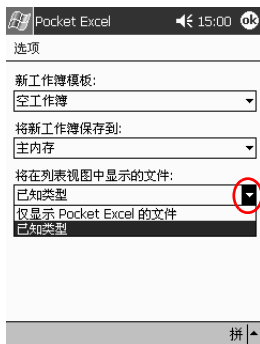 Pocket Excel 15:00 ok
选项
新工作簿模板:
空工作簿
将新工作簿保存到:
主内存
将在列表视图中显示的文件:
已知类型
仅显示 Pocket Excel 的文件
已知类型
拼